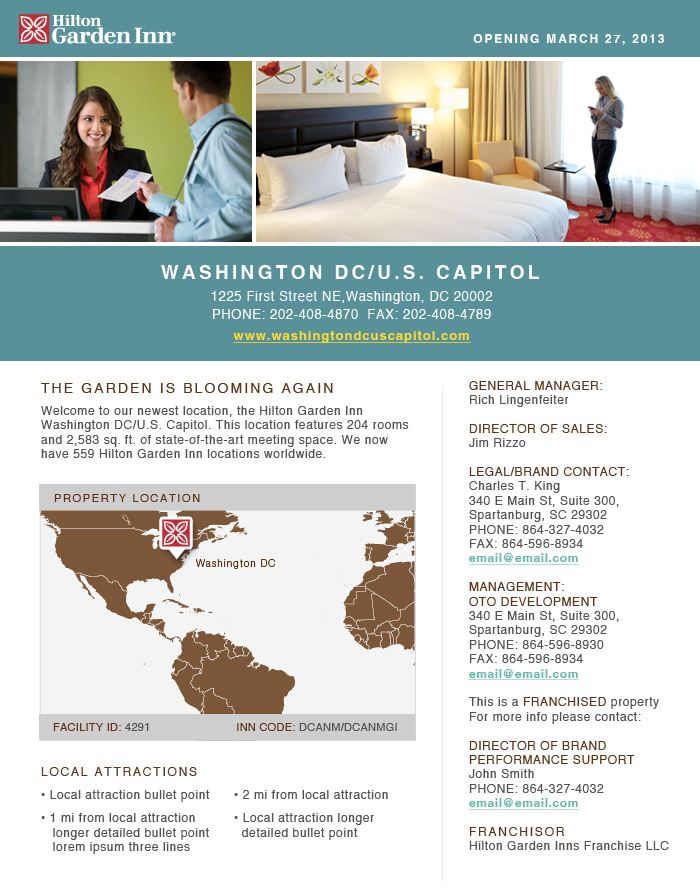 Hilton
Garden Inn®
OPENING MARCH 27, 2013
WASHINGTON DC/U.S. CAPITOL
1225 First Street NE,Washington, DC 20002
PHONE: 202-408-4870 FAX: 202-408-4789
www.washingtondcuscapitol.com
THE GARDEN IS BLOOMING AGAIN
Welcome to our newest location, the Hilton Garden Inn
Washington DC/U.S. Capitol. This location features 204 rooms
and 2,583 sq. ft. of state-of-the-art meeting space. We now
have 559 Hilton Garden Inn locations worldwide.
PROPERTY LOCATION
Washington DC
FACILITY ID: 4291
INN CODE: DCANM/DCANMGI
LOCAL ATTRACTIONS
• Local attraction bullet point
• 1 mi from local attraction
longer detailed bullet point
lorem ipsum three lines
• 2 mi from local attraction
• Local attraction longer
detailed bullet point
GENERAL MANAGER:
Rich Lingenfeiter
DIRECTOR OF SALES:
Jim Rizzo
LEGAL/BRAND CONTACT:
Charles T. King
340 E Main St, Suite 300,
Spartanburg, SC 29302
PHONE: 864-327-4032
FAX: 864-596-8934
email@email.com
MANAGEMENT:
OTO DEVELOPMENT
340 E Main St, Suite 300,
Spartanburg, SC 29302
PHONE: 864-596-8930
FAX: 864-596-8934
email@email.com
This is a FRANCHISED property
For more info please contact:
DIRECTOR OF BRAND
PERFORMANCE SUPPORT
John Smith
PHONE: 864-327-4032
email@email.com
FRANCHISOR
Hilton Garden Inns Franchise LLC